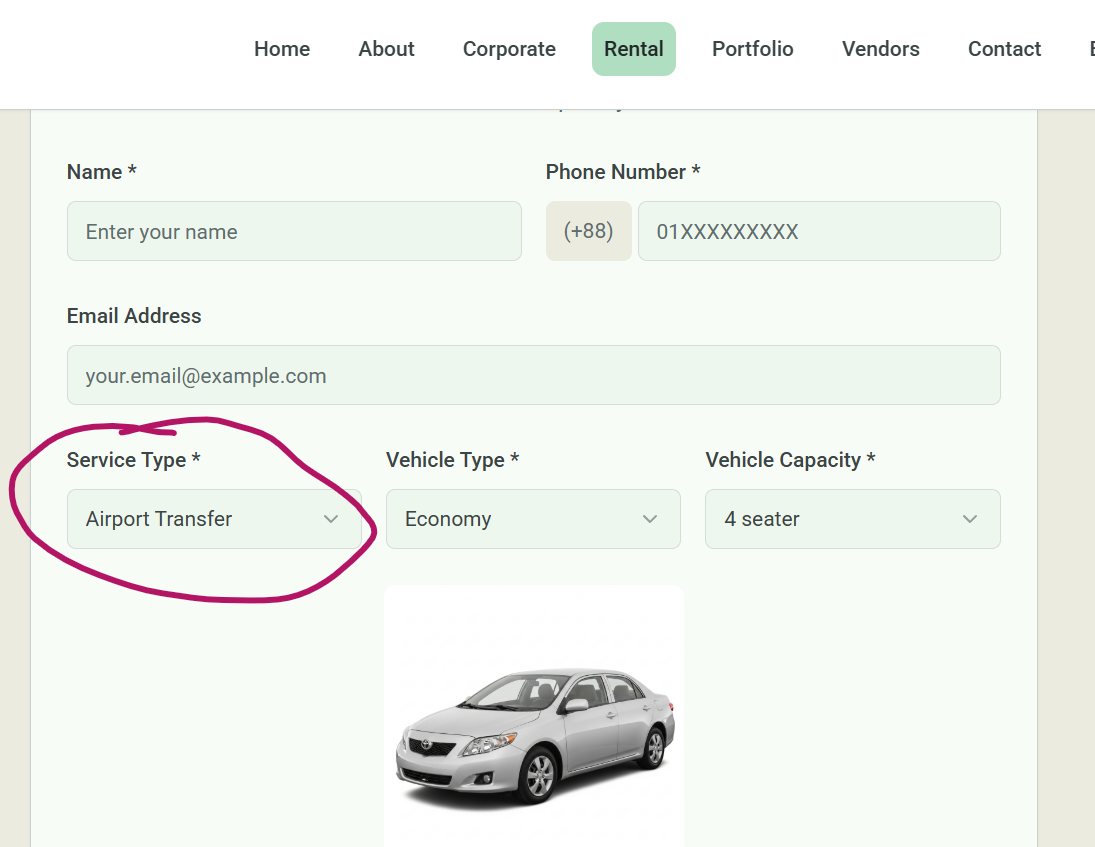 Home About Corporate Rental Portfolio Vendors Contact
Name * Phone Number *
Enter your name (+88) 01XXXXXXXXX
Email Address
your.email@example.com
Service Type * Vehicle Type * Vehicle Capacity *
Airport Transfer Economy 4 seater